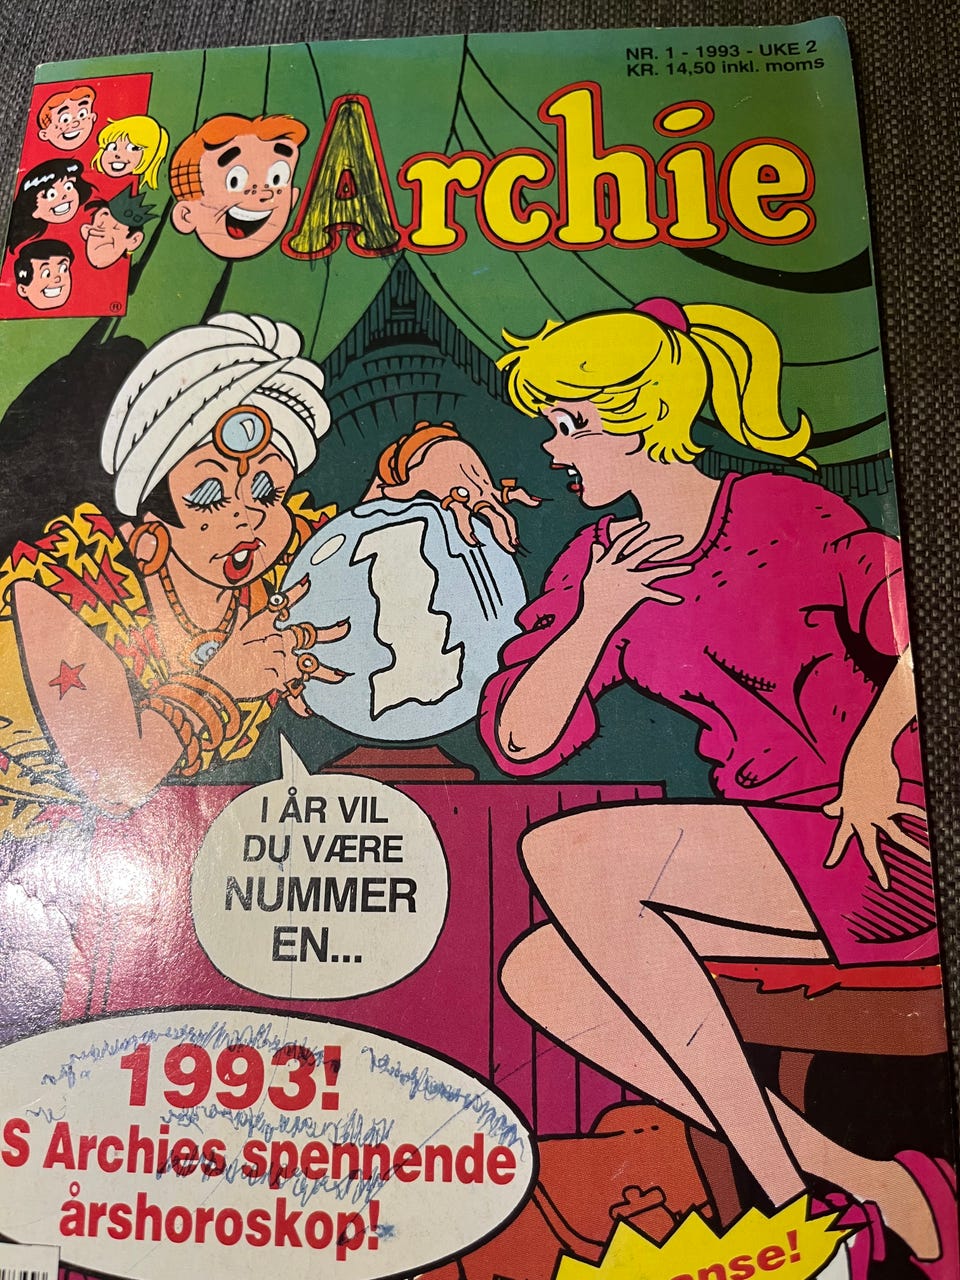 NR. 1 - 1993 - UKE 2
KR. 14,50 inkl. moms
Archie
®
1
I ÅR VIL
DU VÆRE
NUMMER
EN...
1993!
S Archies spennende
årshoroskop!